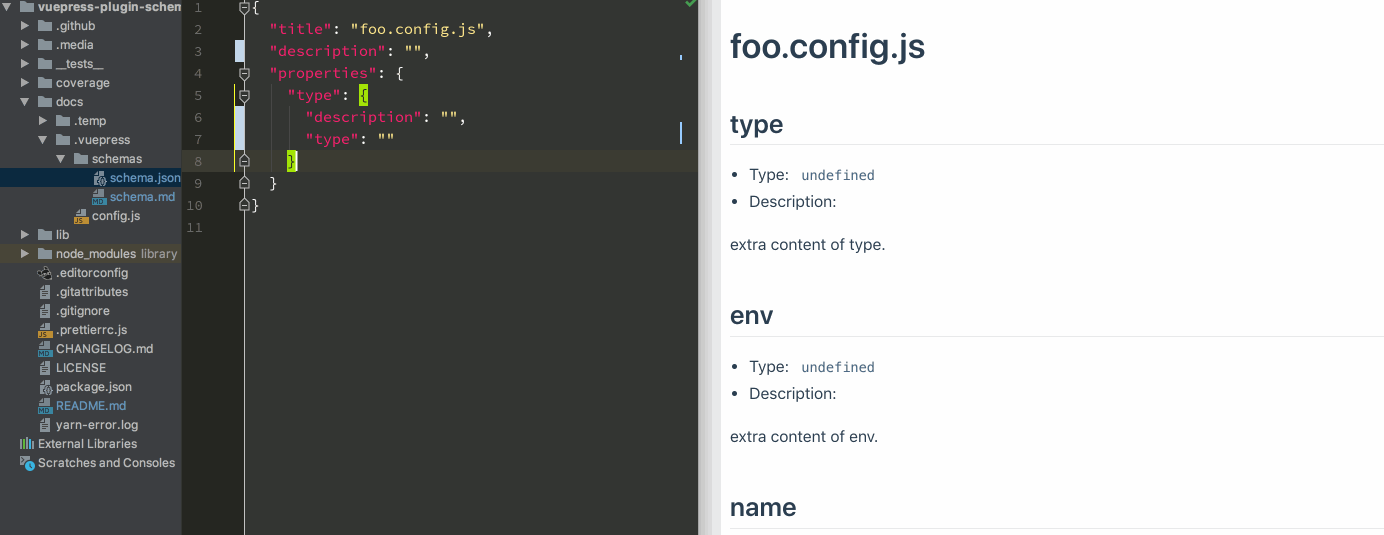 vuepress-plugin-schem
.github
.media
__tests__
coverage
docs
.temp
.vuepress
schemas
schema.json
schema.md
config.js
lib
node_modules library
.editorconfig
.gitattributes
.gitignore
.prettierrc.js
CHANGELOG.md
LICENSE
package.json
README.md
yarn-error.log
External Libraries
Scratches and Consoles
1 {
2 "title": "foo.config.js",
3 "description": "",
4 "properties": {
5 "type": {
6 "description": "",
7 "type": ""
8 }
9 }
10 }
11
foo.config.js
type
• Type: undefined
• Description:
extra content of type.
env
• Type: undefined
• Description:
extra content of env.
name